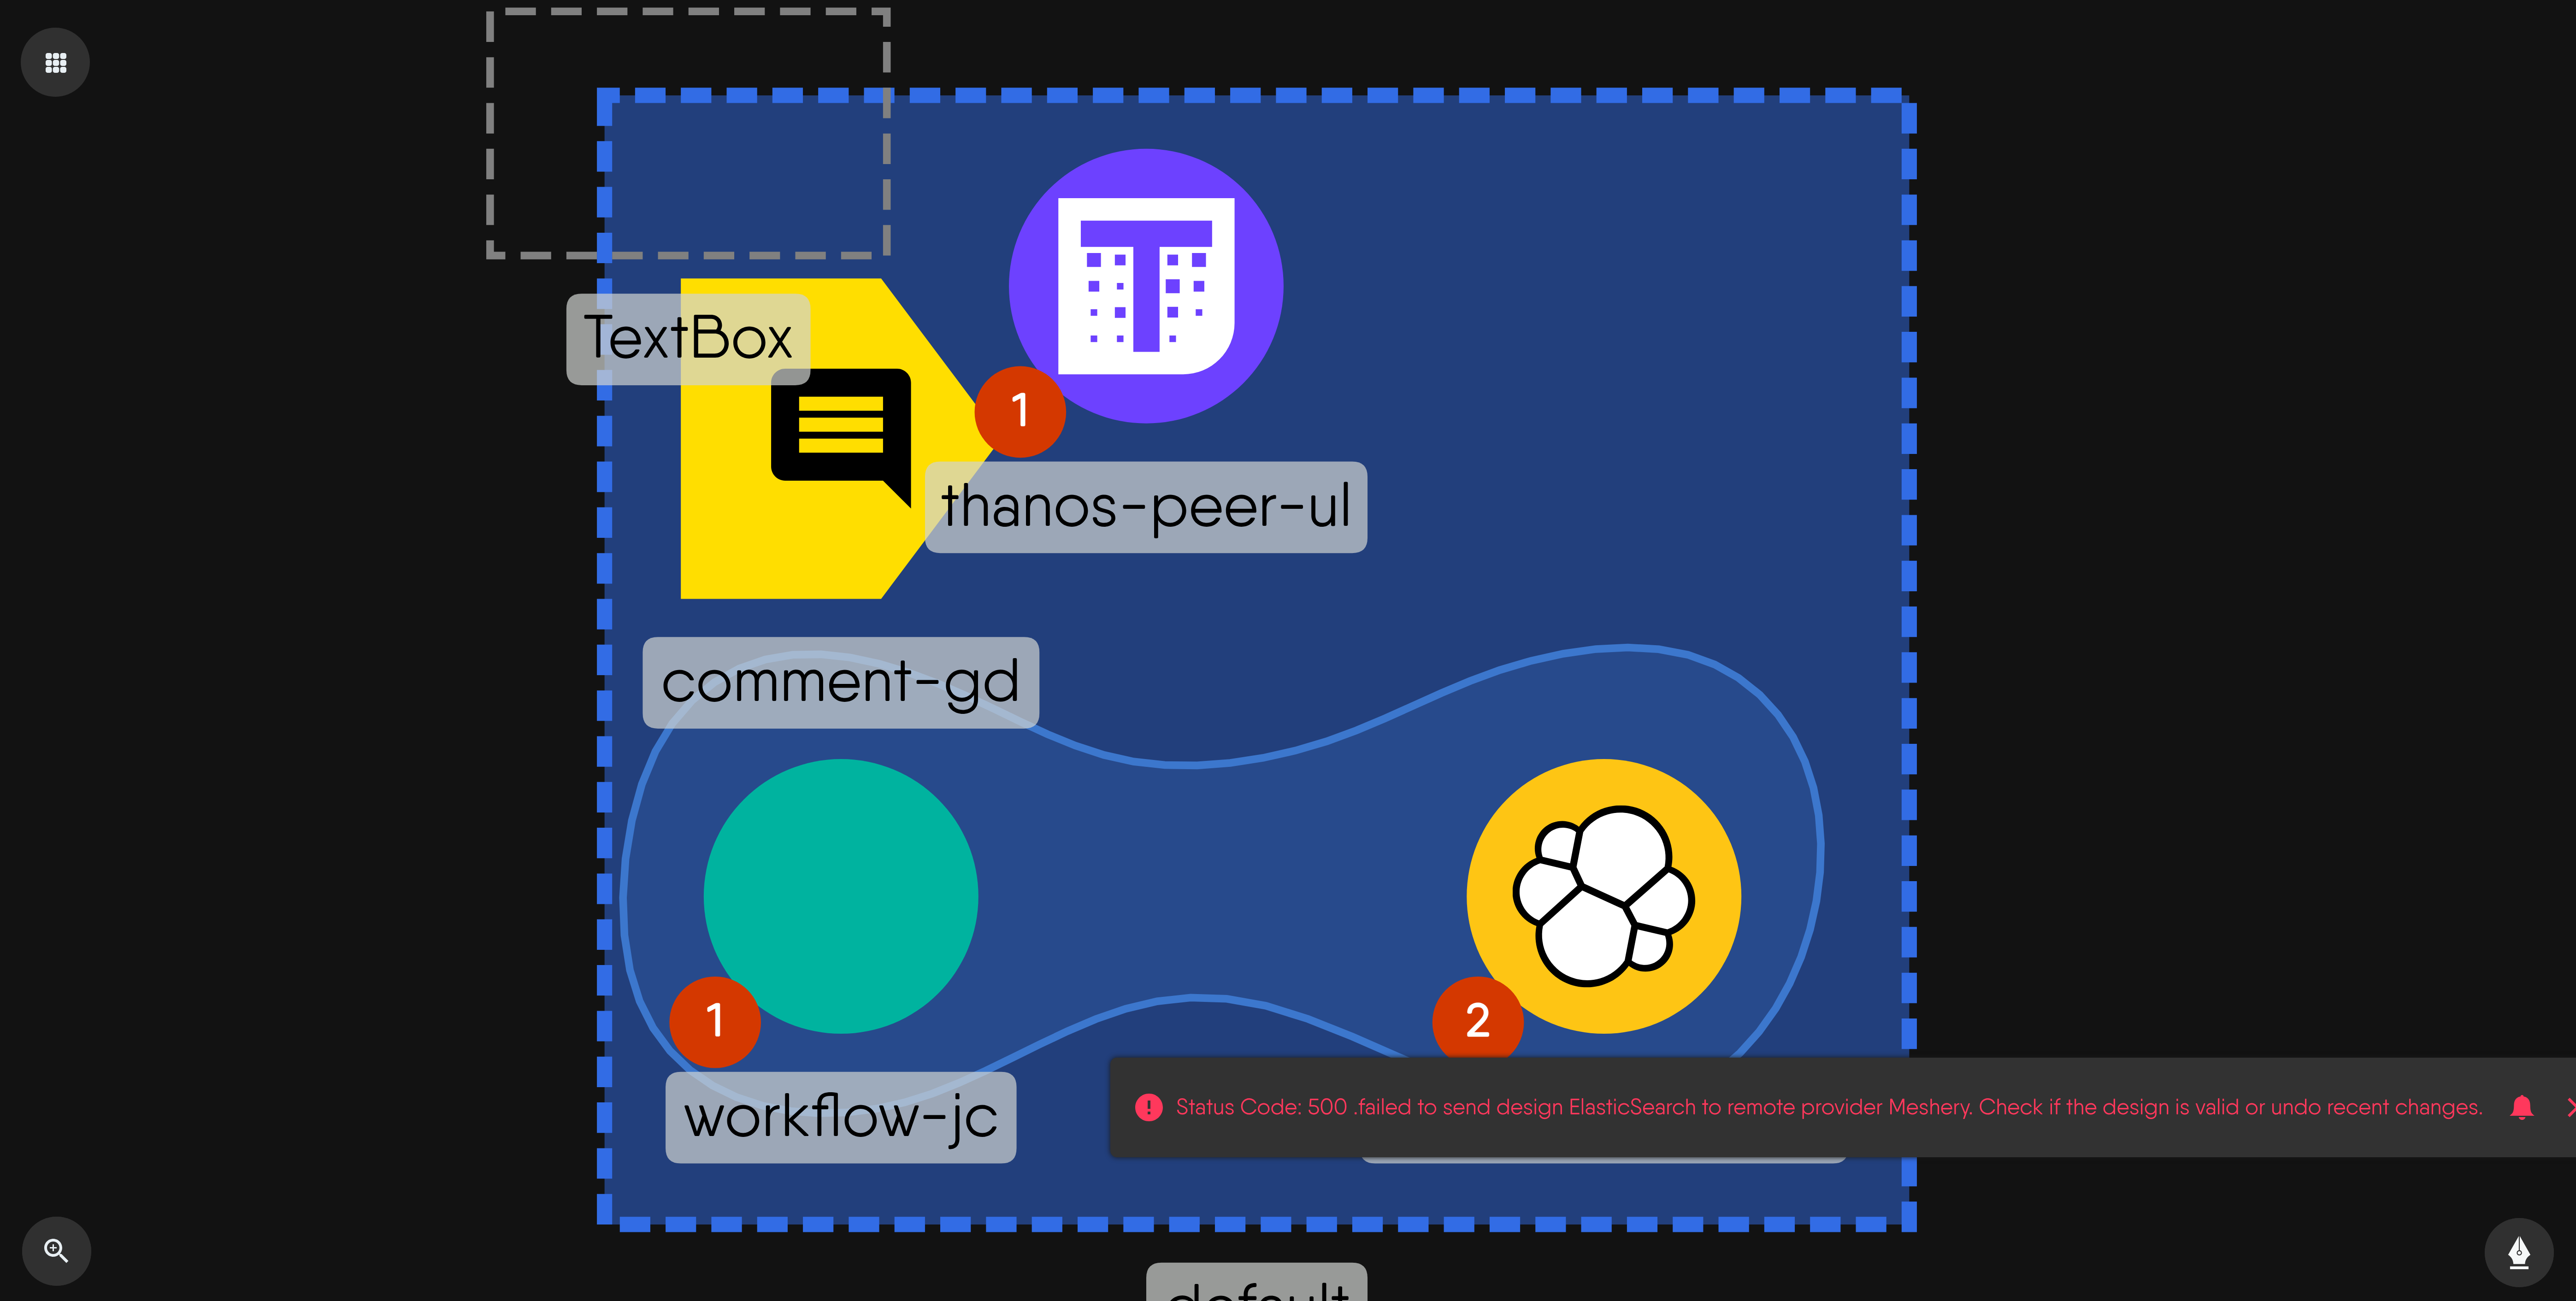 TextBox
1
thanos-peer-ul
comment-gd
1
2
workflow-jc
Status Code: 500 .failed to send design ElasticSearch to remote provider Meshery. Check if the design is valid or undo recent changes.
default